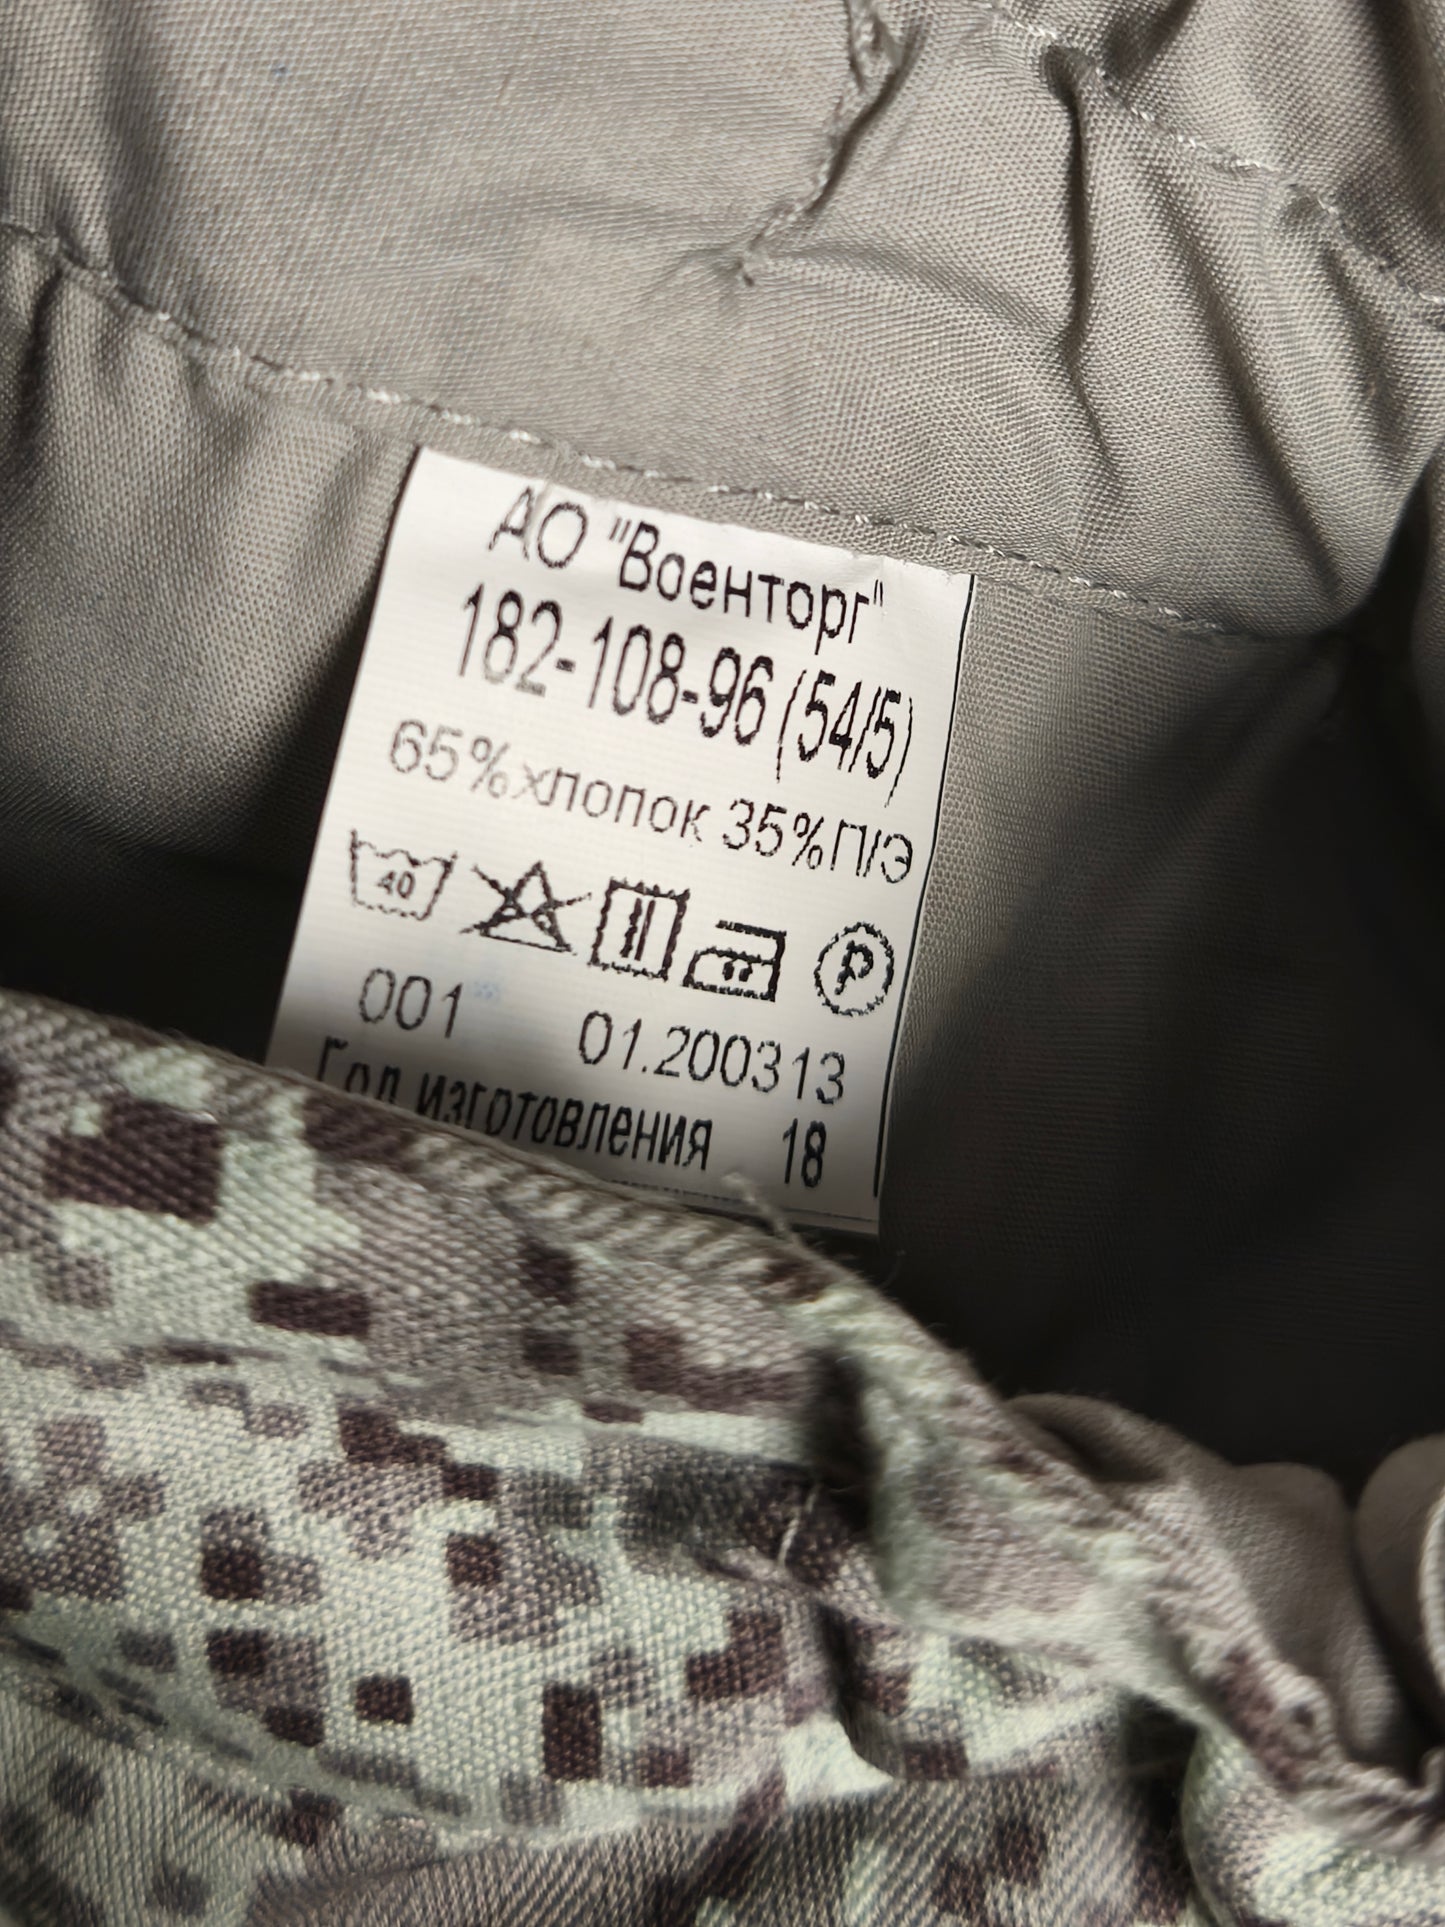 АО "Военторг"
182-108-96 (54/5)
65%хлопок 35%П/Э
40
Р
001 01.200313
Год изготовления 18